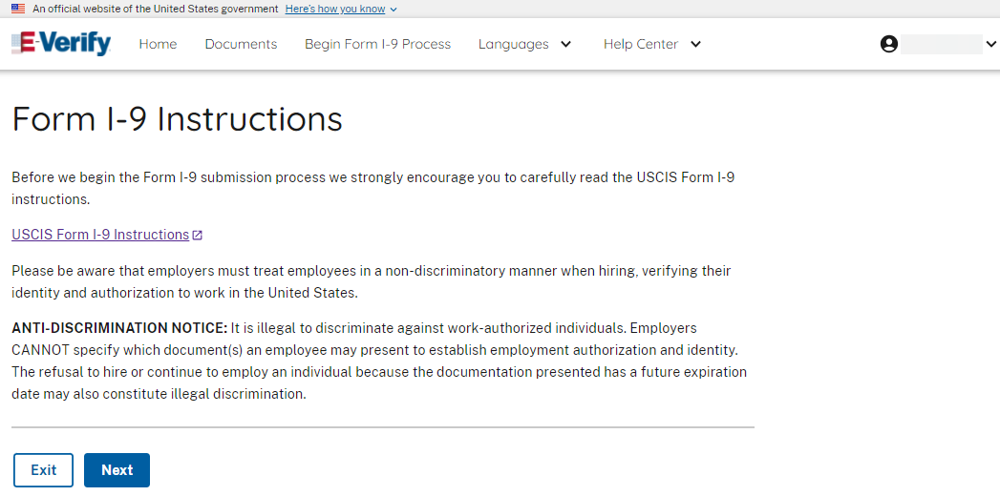 An official website of the United States government Here's how you know
E-Verify Home Documents Begin Form I-9 Process Languages Help Center
Form I-9 Instructions
Before we begin the Form I-9 submission process we strongly encourage you to carefully read the USCIS Form I-9
instructions.
USCIS Form I-9 Instructions
Please be aware that employers must treat employees in a non-discriminatory manner when hiring, verifying their
identity and authorization to work in the United States.
ANTI-DISCRIMINATION NOTICE: It is illegal to discriminate against work-authorized individuals. Employers
CANNOT specify which document(s) an employee may present to establish employment authorization and identity.
The refusal to hire or continue to employ an individual because the documentation presented has a future expiration
date may also constitute illegal discrimination.
Exit Next